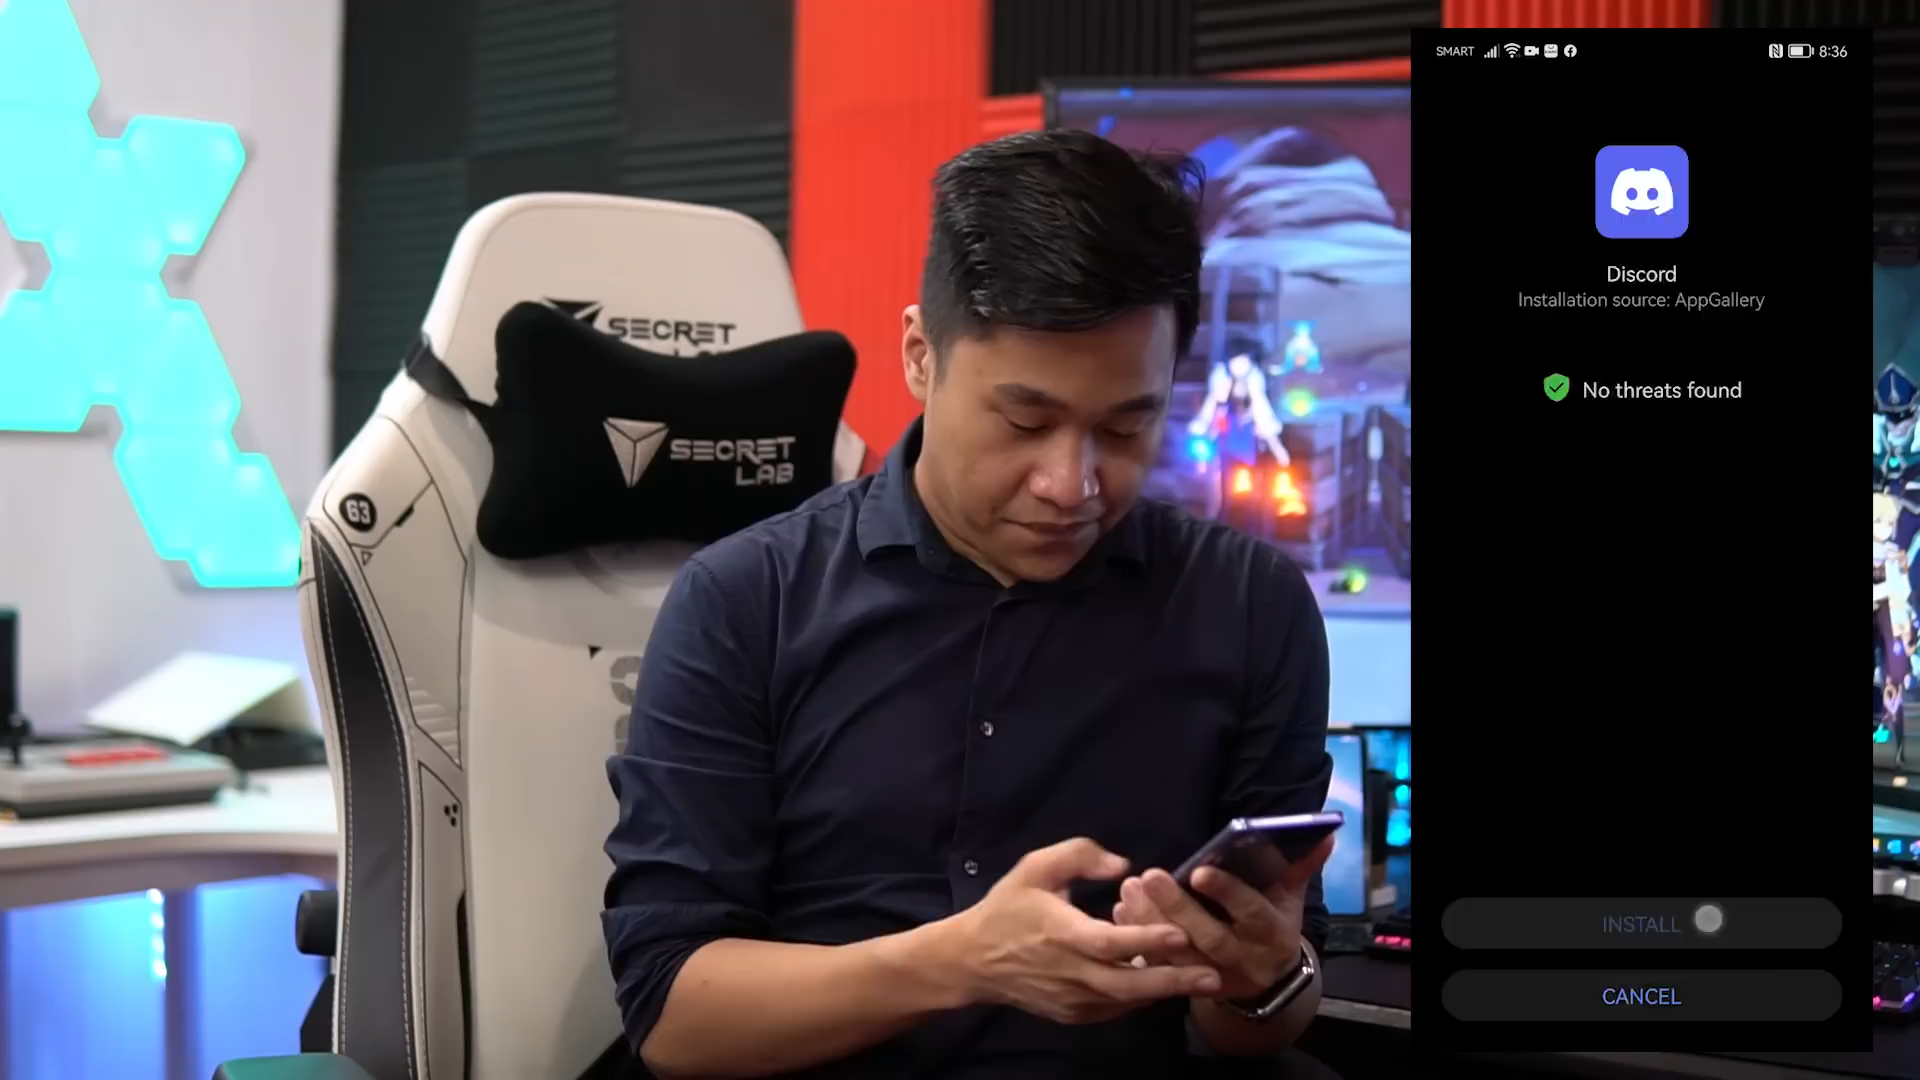 SECRET
SECRET
LAB
63
SMART
8:36
Discord
Installation source: AppGallery
No threats found
INSTALL
CANCEL